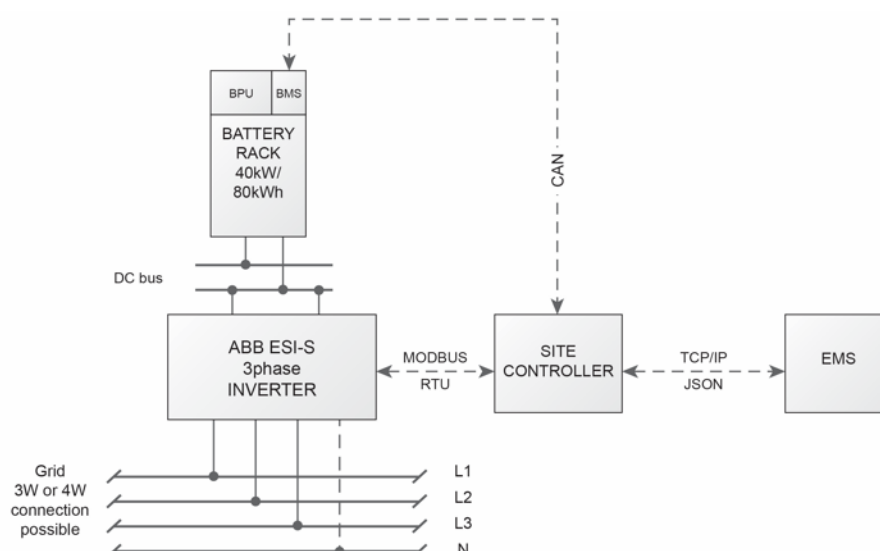 BPU
BMS
BATTERY
RACK
40kW/
80kWh
CAN
DC bus
ABB ESI-S
3phase
INVERTER
MODBUS
RTU
SITE
CONTROLLER
TCP/IP
JSON
EMS
Grid
3W or 4W
connection
possible
L1
L2
L3
N